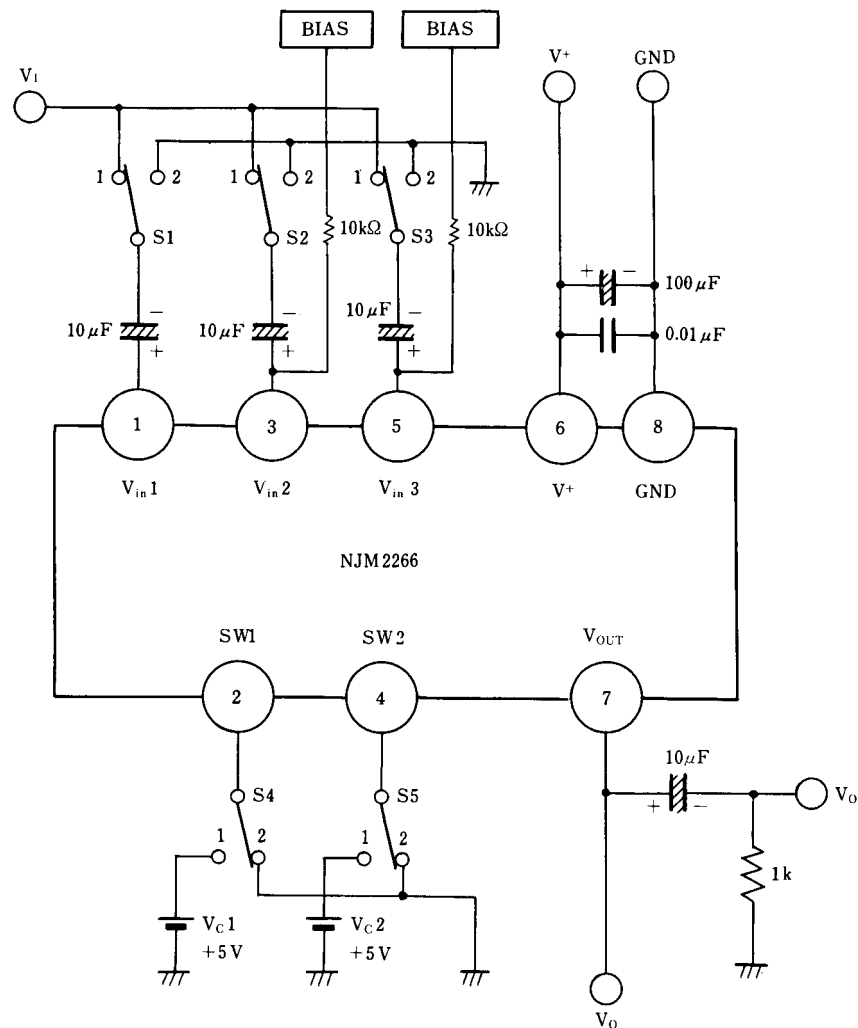 BIAS BIAS
V+ GND
V1
1 2 1 2 1 2
S1 S2 10kΩ S3 10kΩ
+ − 100μF
10μF − + 10μF − + 10μF − + 0.01μF
1 3 5 6 8
Vin1 Vin2 Vin3 V+ GND
NJM2266
SW1 SW2 VOUT
2 4 7
10μF
S4 S5 + − VO
1 2 1 2
1k
VC1 VC2
+5V +5V
VO